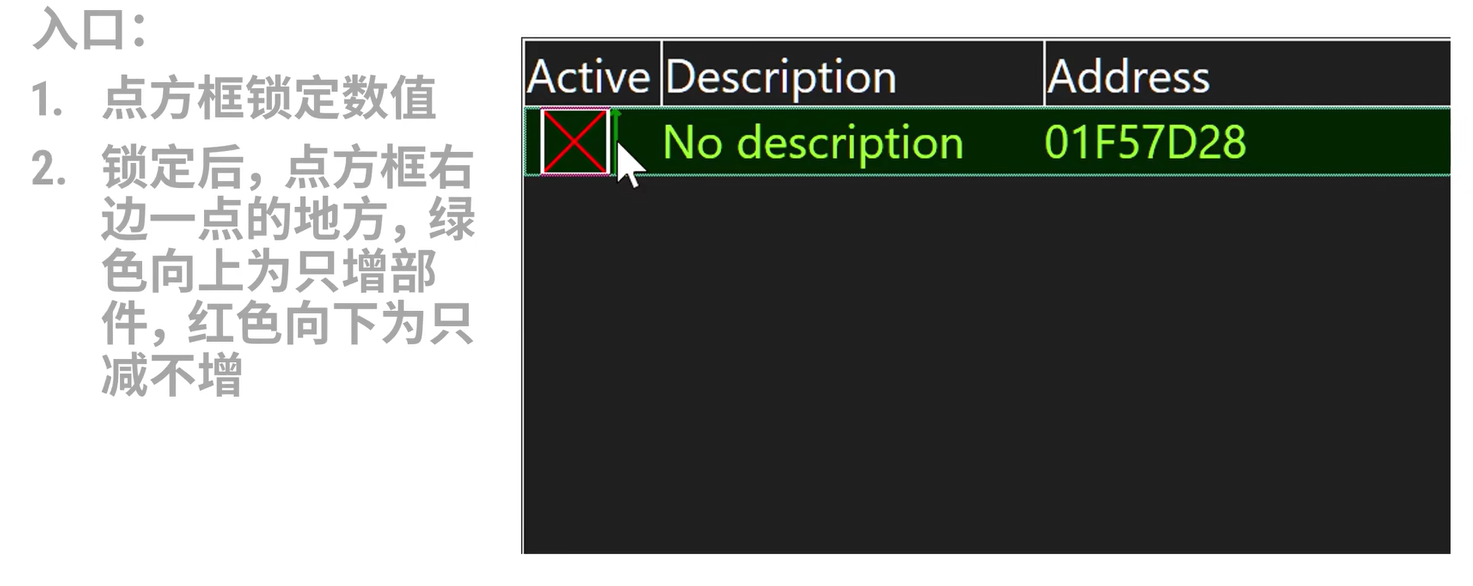 入口：
1. 点方框锁定数值
2. 锁定后，点方框右
边一点的地方，绿
色向上为只增部
件，红色向下为只
减不增
Active Description Address
No description 01F57D28